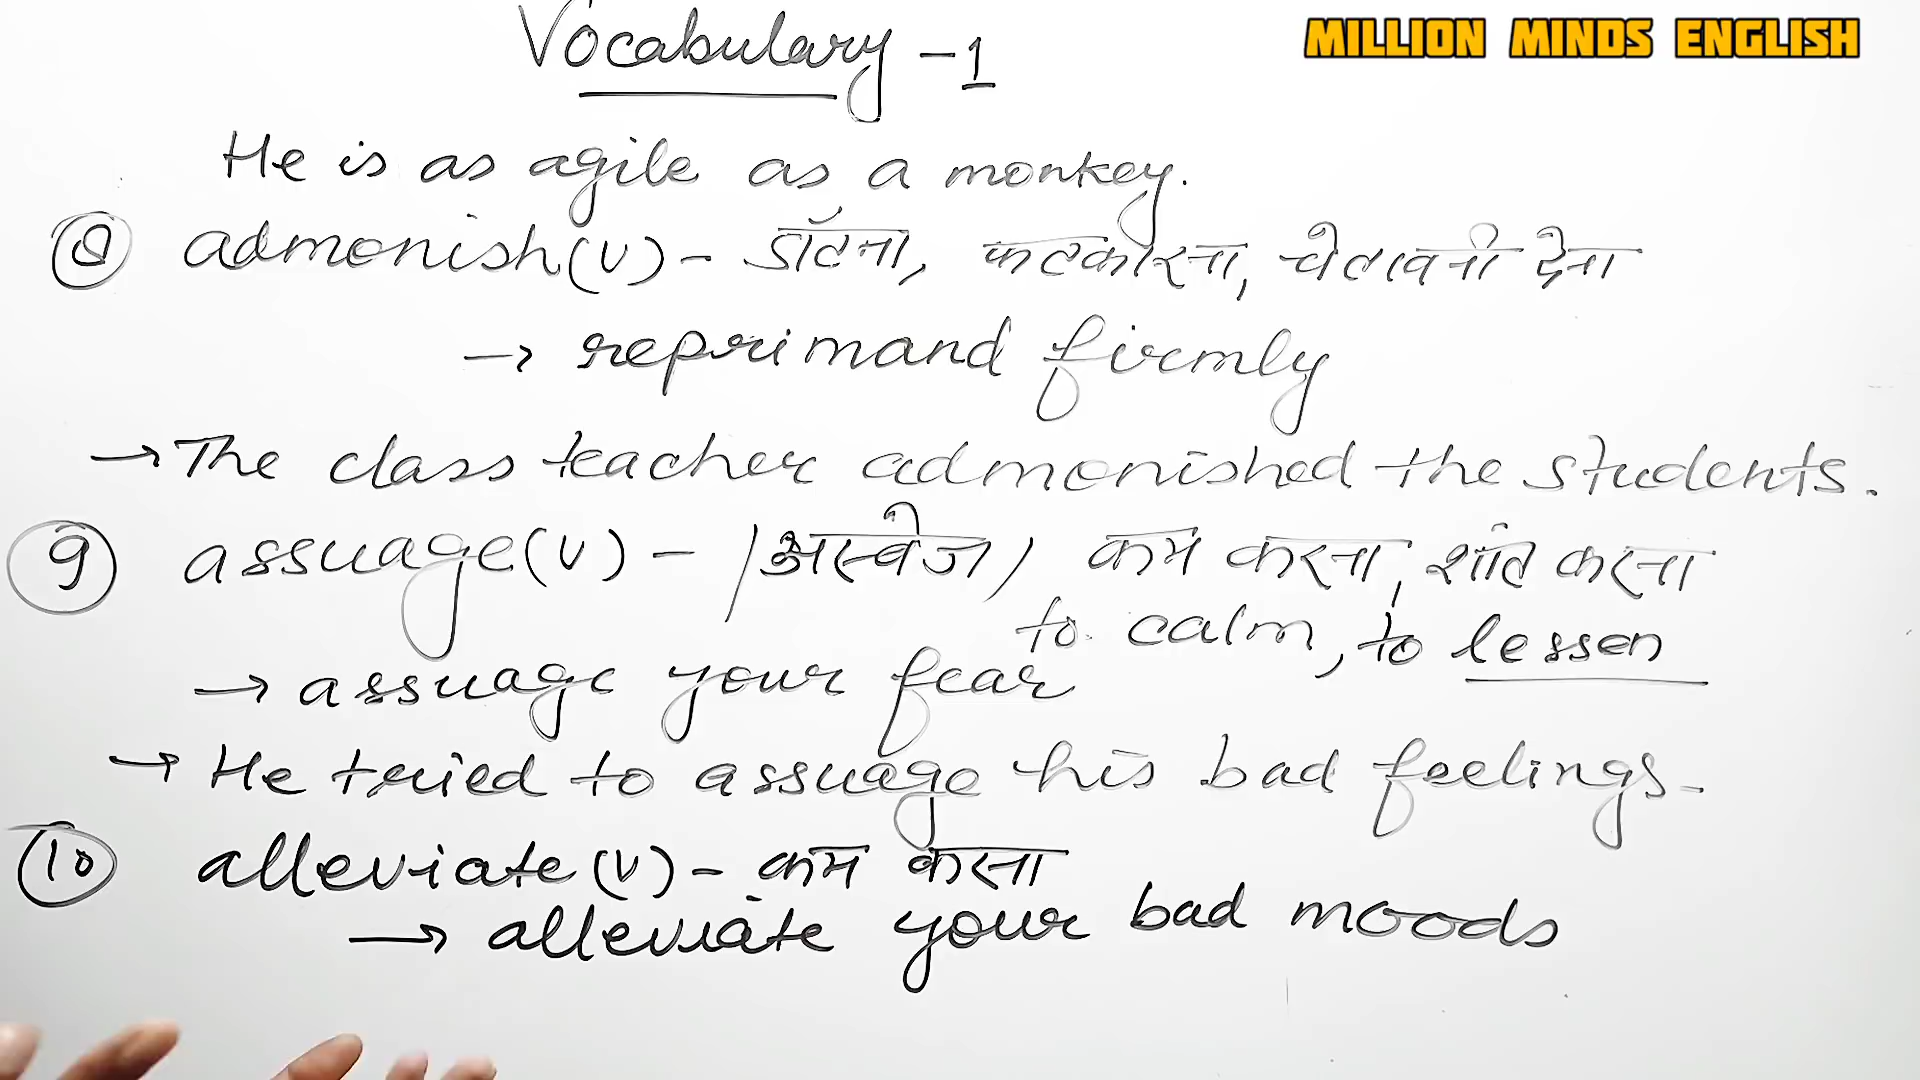 Vocabulary -1
MILLION MINDS ENGLISH
He is as agile as a monkey.
8 admonish(v) - डाँटना, फटकारना, चेतावनी देना
→ reprimand firmly
→ The class teacher admonished the students.
9 assuage(v) - /अस्वेज/ कम करना, शांत करना
to calm, to lessen
→ assuage your fear
→ He tried to assuage his bad feelings.
10 alleviate(v) - कम करना
→ alleviate your bad moods